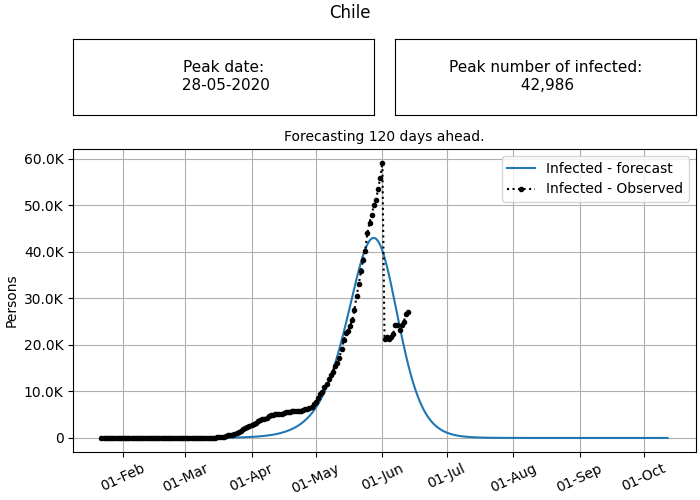 Chile
Peak date:
28-05-2020
Peak number of infected:
42,986
Forecasting 120 days ahead.
60.0K
50.0K
40.0K
30.0K
20.0K
10.0K
0
Persons
Infected - forecast
Infected - Observed
01-Feb
01-Mar
01-Apr
01-May
01-Jun
01-Jul
01-Aug
01-Sep
01-Oct